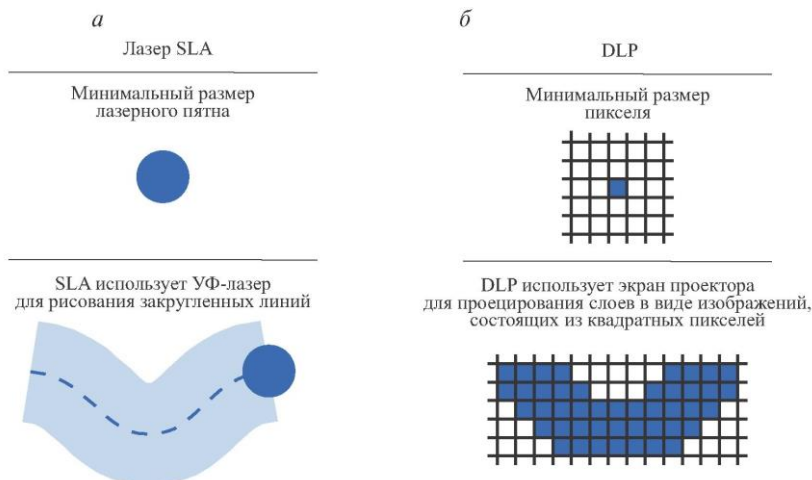 а
Лазер SLA
Минимальный размер
лазерного пятна
SLA использует УФ-лазер
для рисования закругленных линий
б
DLP
Минимальный размер
пикселя
DLP использует экран проектора
для проецирования слоев в виде изображений,
состоящих из квадратных пикселей